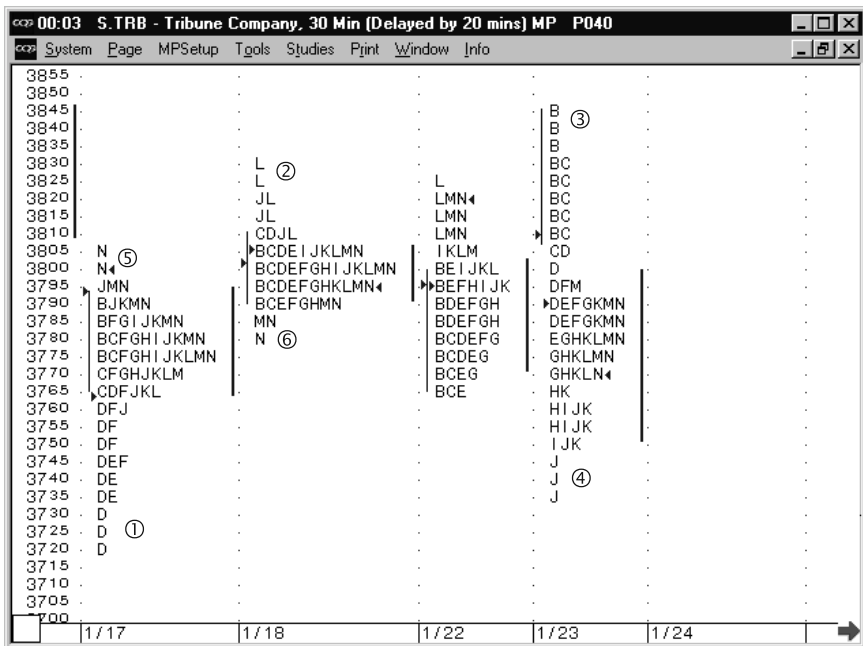 CQG 00:03 S.TRB - Tribune Company, 30 Min (Delayed by 20 mins) MP P040
CQG System Page MPSetup Tools Studies Print Window Info
3855
3850
3845 B
3840 B ③
3835 B
3830 L BC
3825 L ② L BC
3820 JL LMN BC
3815 JL LMN BC
3810 CDJL LMN BC
3805 N BCDEIJKLMN IKLM CD
3800 N ⑤ BCDEFGHIJKLMN BEIJKL D
3795 JMN BCDEFGHKLMN BEFHIJK DFM
3790 BJKMN BCEFGHMN BDEFGH DEFGKMN
3785 BFGIJKMN MN BDEFGH DEFGKMN
3780 BCFGHIJKMN N ⑥ BCDEFG EGHKLMN
3775 BCFGHIJKLMN BCDEG GHKLMN
3770 CFGHJKLM BCEG GHKLN
3765 CDFJKL BCE HK
3760 DFJ HIJK
3755 DF HIJK
3750 DF IJK
3745 DEF J
3740 DE J ④
3735 DE J
3730 D
3725 D ①
3720 D
3715
3710
3705
3700
1/17 1/18 1/22 1/23 1/24